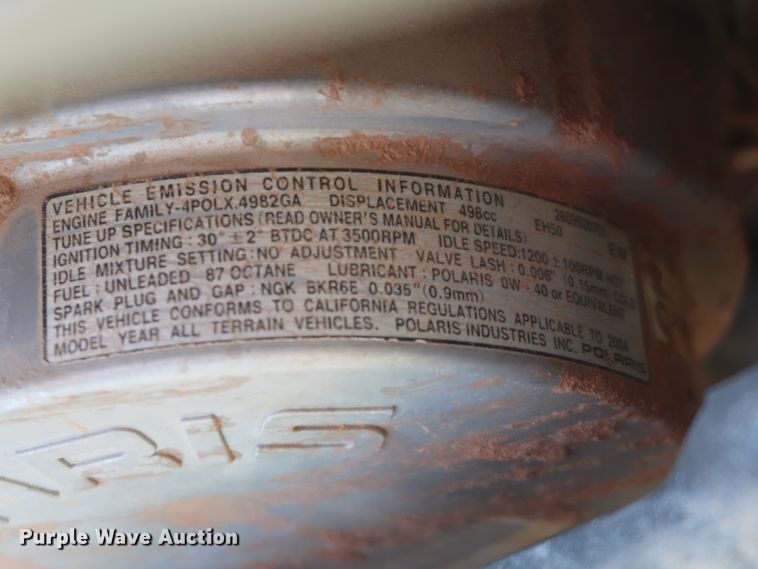 VEHICLE EMISSION CONTROL INFORMATION
ENGINE FAMILY-4POLX.4982GA DISPLACEMENT 498cc EH50
TUNE UP SPECIFICATIONS (READ OWNER'S MANUAL FOR DETAILS)
IGNITION TIMING : 30° ± 2° BTDC AT 3500RPM IDLE SPEED:1200 ± 100RPM HOT
IDLE MIXTURE SETTING:NO ADJUSTMENT VALVE LASH : 0.006" (0.15mm) COLD
FUEL : UNLEADED 87 OCTANE LUBRICANT : POLARIS 0W - 40 or EQUIVALENT
SPARK PLUG AND GAP : NGK BKR6E 0.035"(0.9mm)
THIS VEHICLE CONFORMS TO CALIFORNIA REGULATIONS APPLICABLE TO 2004
MODEL YEAR ALL TERRAIN VEHICLES. POLARIS INDUSTRIES INC. POLARIS
ARIS
Purple Wave Auction